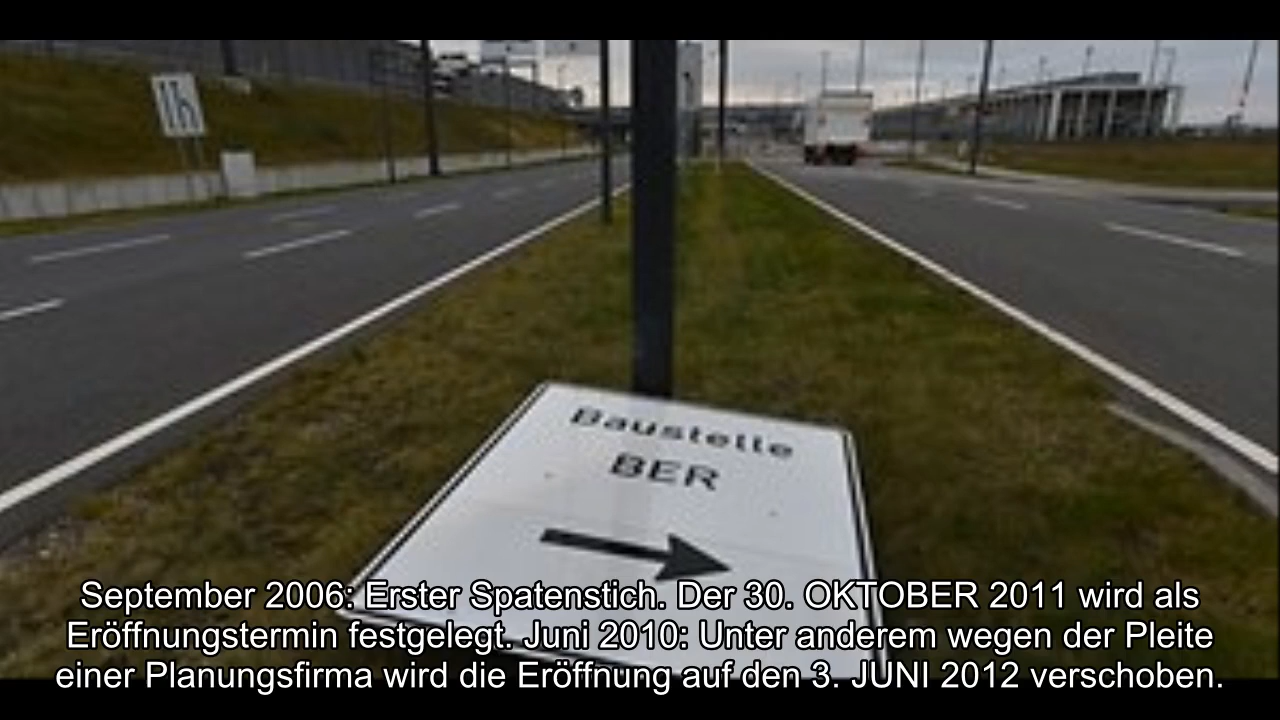 Baustelle
BER
September 2006: Erster Spatenstich. Der 30. OKTOBER 2011 wird als
Eröffnungstermin festgelegt. Juni 2010: Unter anderem wegen der Pleite
einer Planungsfirma wird die Eröffnung auf den 3. JUNI 2012 verschoben.